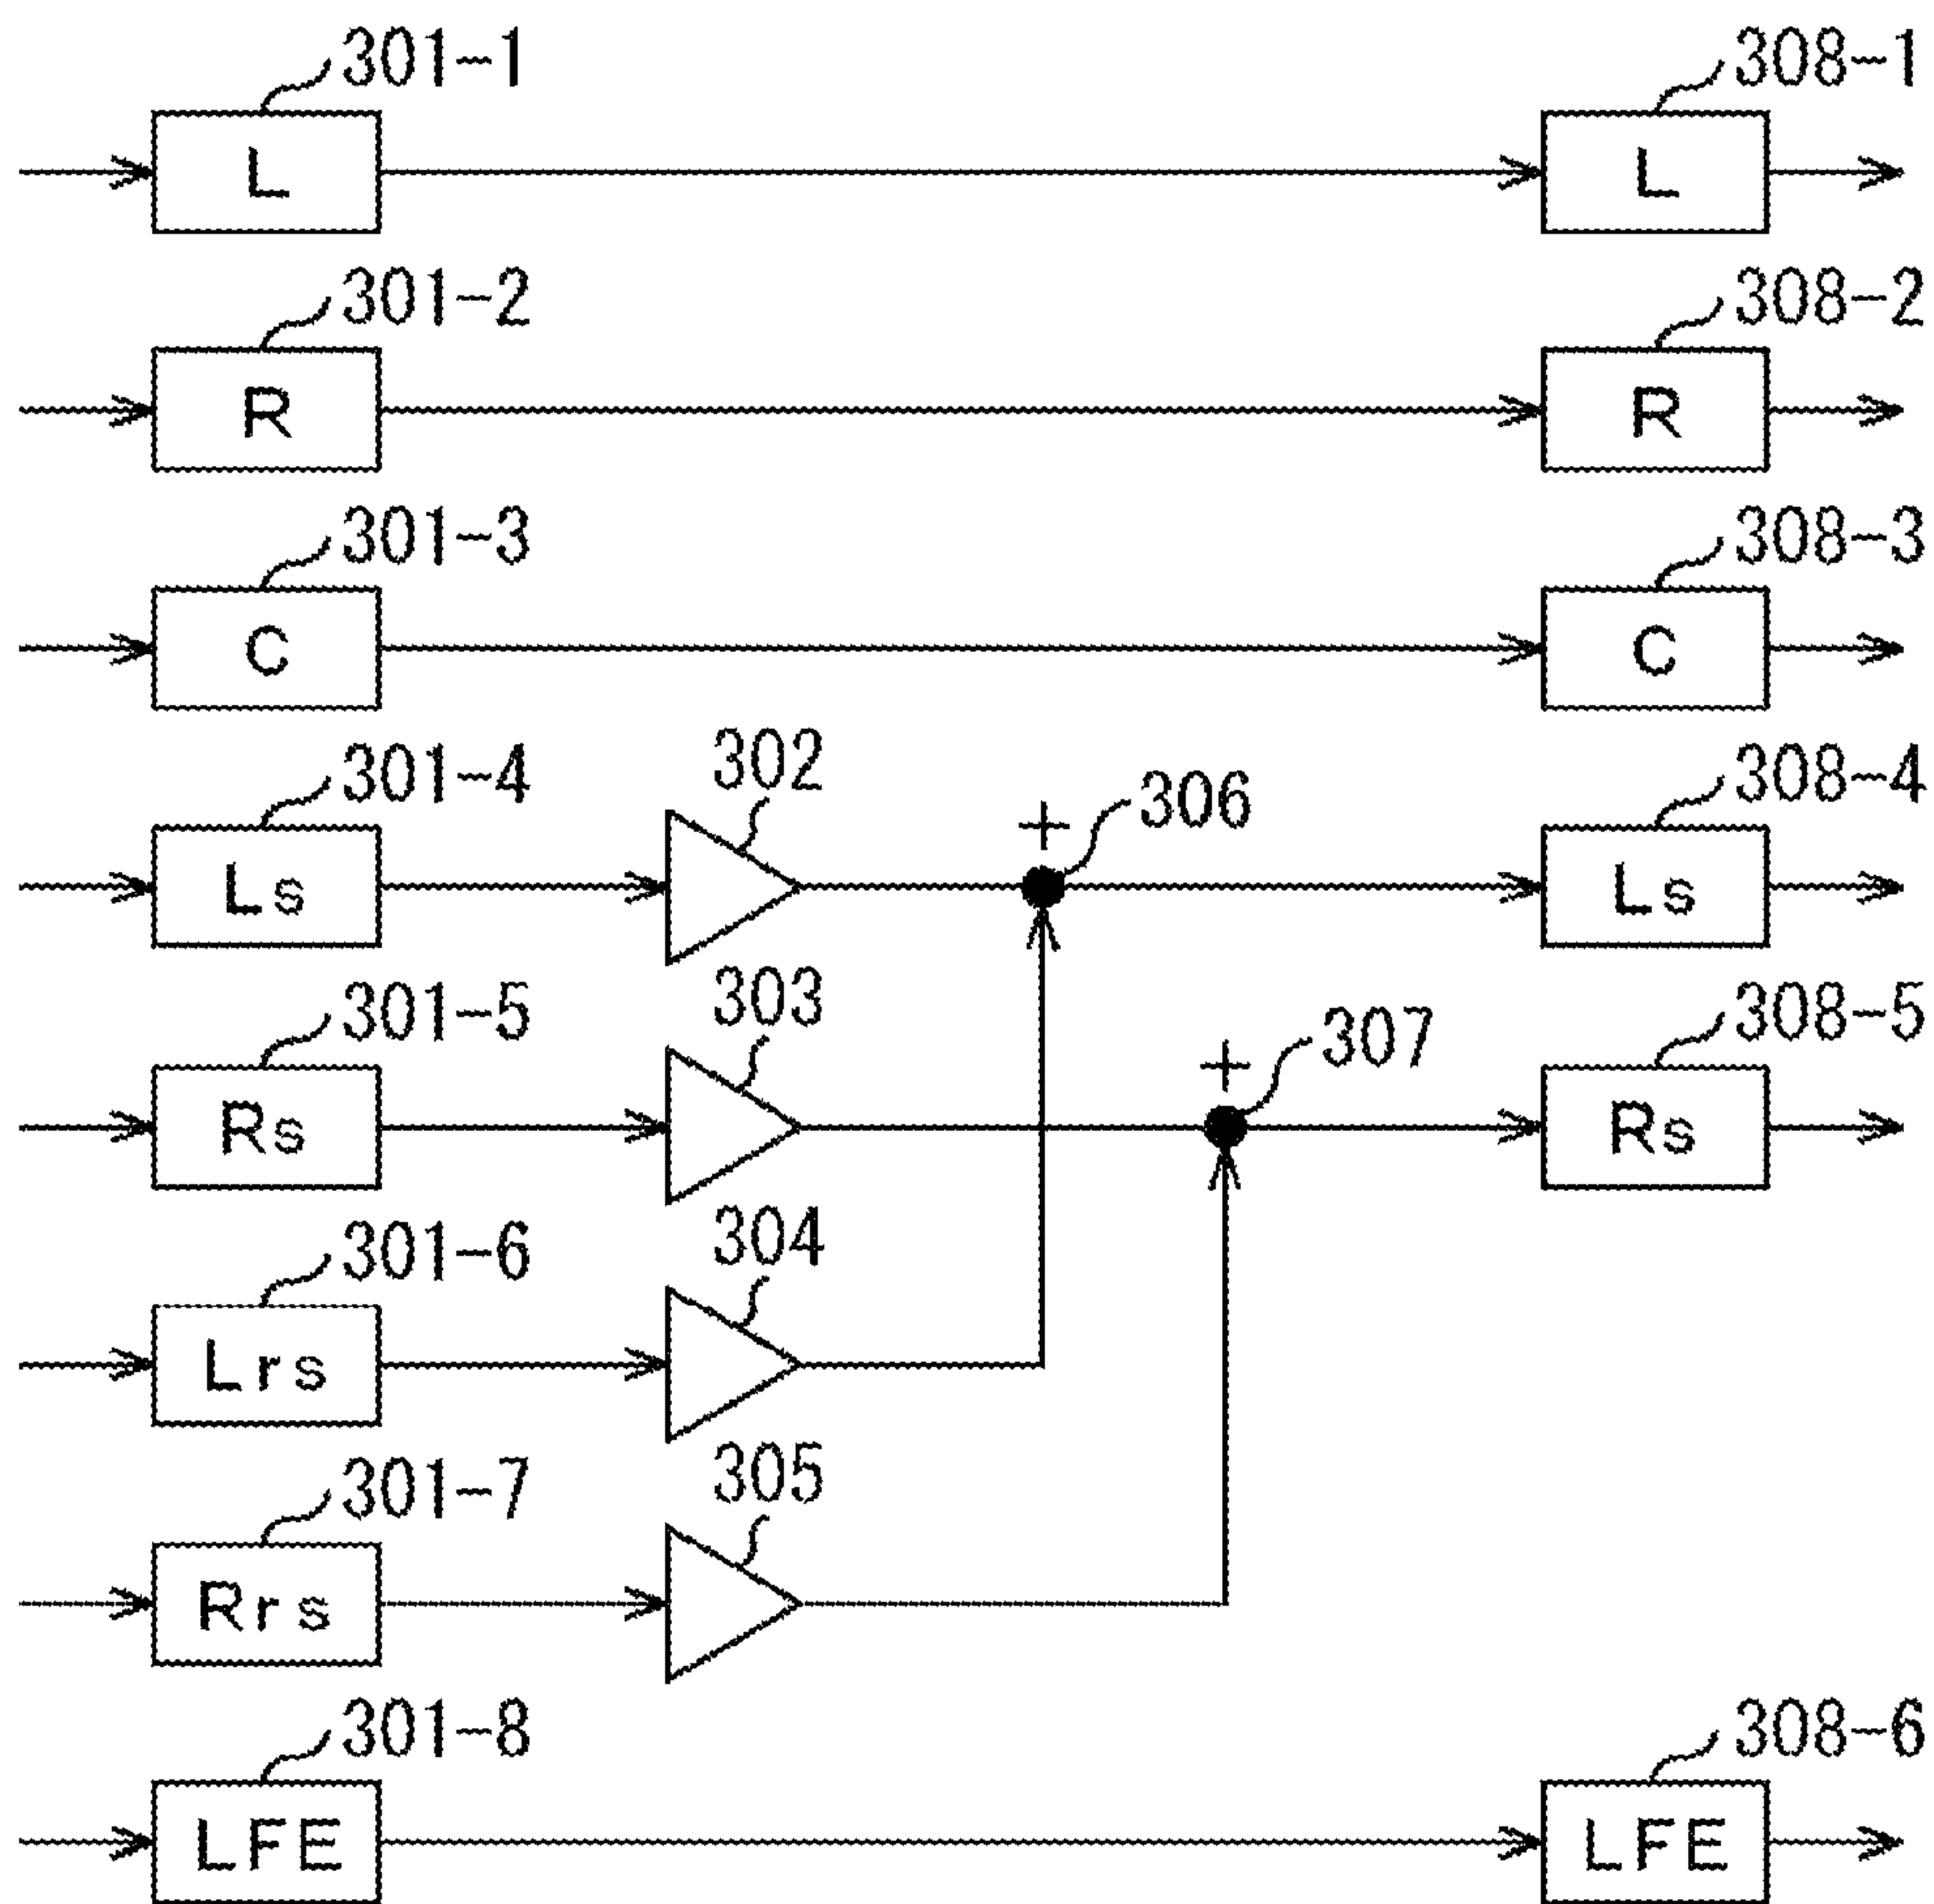 301-1 308-1
L L
301-2 308-2
R R
301-3 308-3
C C
301-4 302 306 308-4
+
Ls Ls
301-5 303 307 308-5
+
Rs Rs
301-6 304
Lrs
301-7 305
Rrs
301-8 308-6
LFE LFE